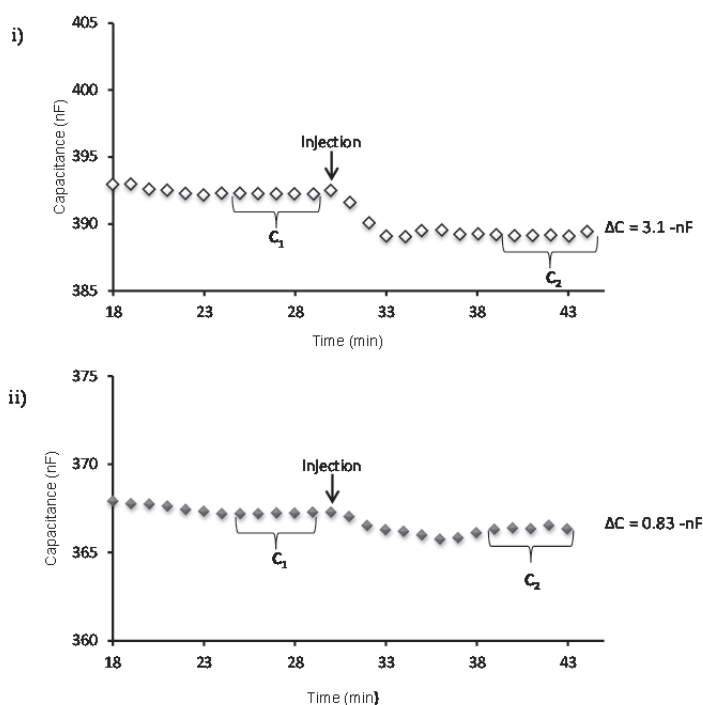 i)
405
400
395
390
385
Capacitance (nF)
Injection
C1
C2
ΔC = 3.1 -nF
18 23 28 33 38 43
Time (min)
ii)
375
370
365
360
Capacitance (nF)
Injection
C1
C2
ΔC = 0.83 -nF
18 23 28 33 38 43
Time (min)